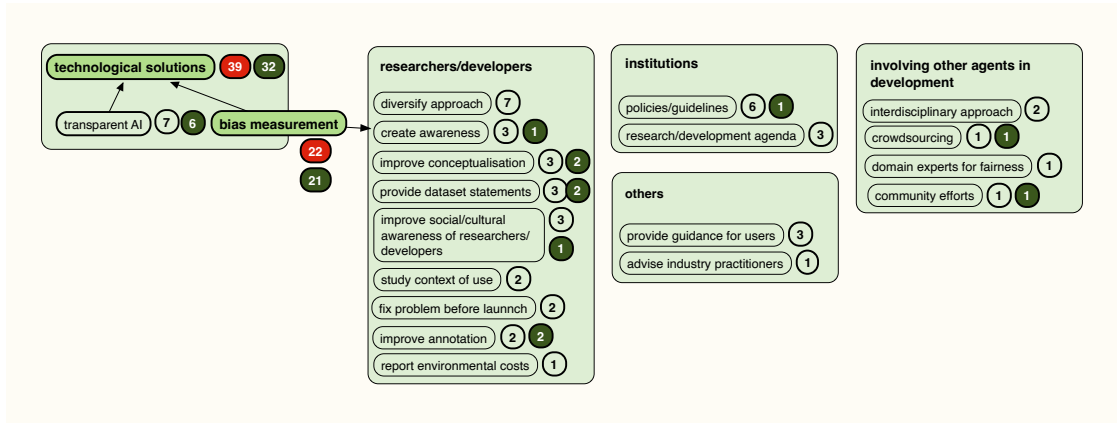 technological solutions 39 32
transparent AI 7 6
bias measurement
22
21
researchers/developers
diversify approach 7
create awareness 3 1
improve conceptualisation 3 2
provide dataset statements 3 2
improve social/cultural 3
awareness of researchers/
developers 1
study context of use 2
fix problem before launnch 2
improve annotation 2 2
report environmental costs 1
institutions
policies/guidelines 6 1
research/development agenda 3
others
provide guidance for users 3
advise industry practitioners 1
involving other agents in
development
interdisciplinary approach 2
crowdsourcing 1 1
domain experts for fairness 1
community efforts 1 1